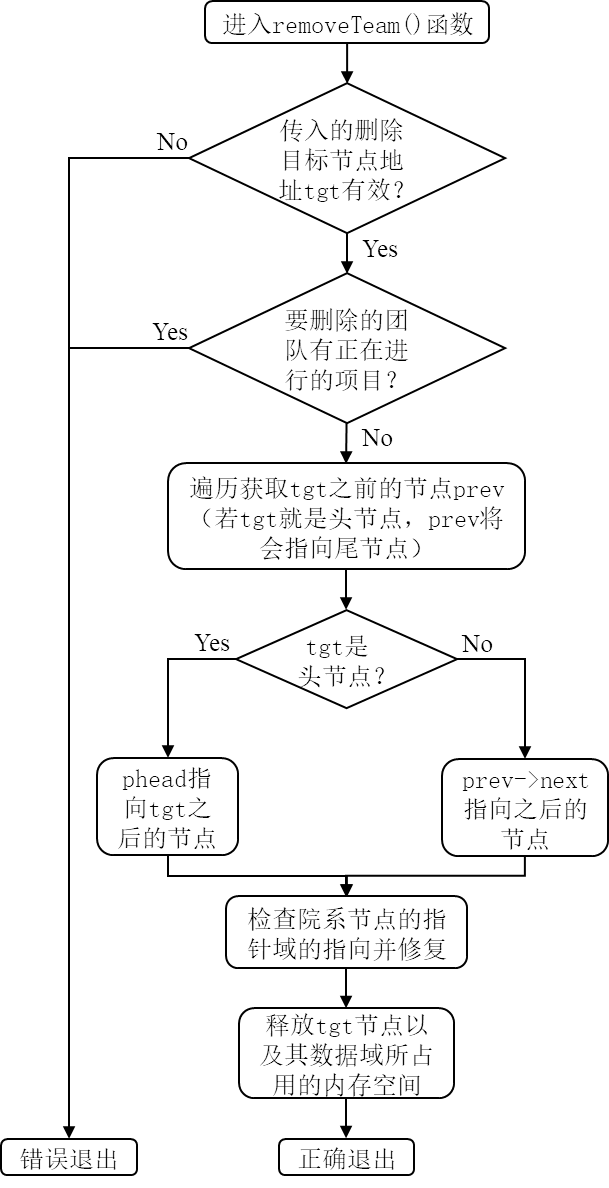 进入removeTeam()函数
传入的删除
目标节点地
址tgt有效？
No
Yes
要删除的团
队有正在进
行的项目？
Yes
No
遍历获取tgt之前的节点prev
（若tgt就是头节点，prev将
会指向尾节点）
tgt是
头节点？
Yes
No
phead指
向tgt之
后的节点
prev->next
指向之后的
节点
检查院系节点的指
针域的指向并修复
释放tgt节点以
及其数据域所占
用的内存空间
错误退出
正确退出